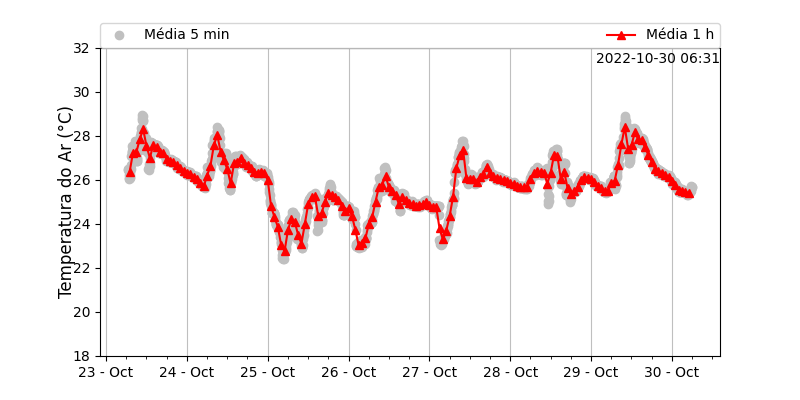 Média 5 min
Média 1 h
2022-10-30 06:31
Temperatura do Ar (°C)
32
30
28
26
24
22
20
18
23 - Oct
24 - Oct
25 - Oct
26 - Oct
27 - Oct
28 - Oct
29 - Oct
30 - Oct